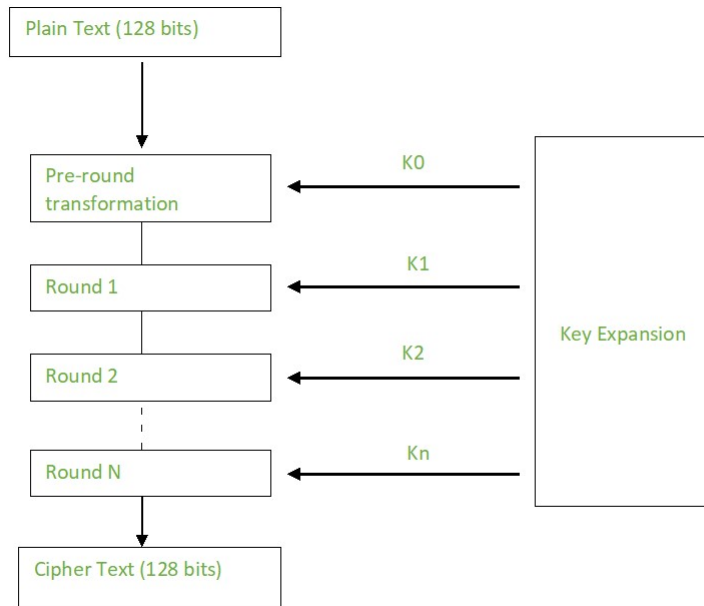 Plain Text (128 bits)
Pre-round
transformation
K0
Round 1
K1
Key Expansion
Round 2
K2
Round N
Kn
Cipher Text (128 bits)